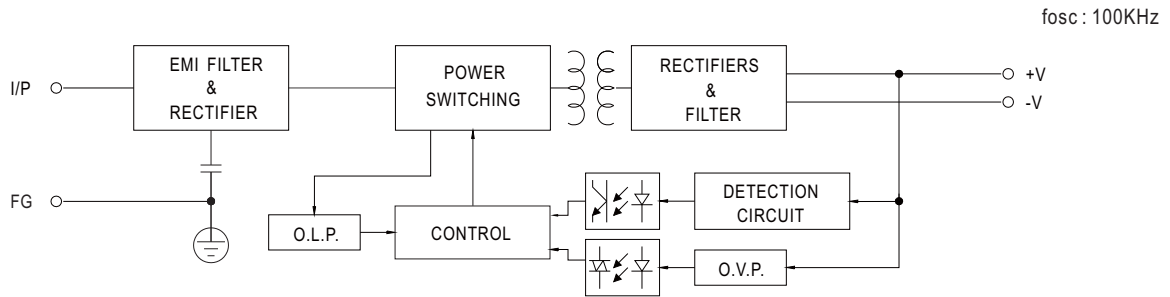 fosc : 100KHz
I/P
EMI FILTER
&
RECTIFIER
POWER
SWITCHING
RECTIFIERS
&
FILTER
+V
-V
FG
O.L.P.
CONTROL
DETECTION
CIRCUIT
O.V.P.